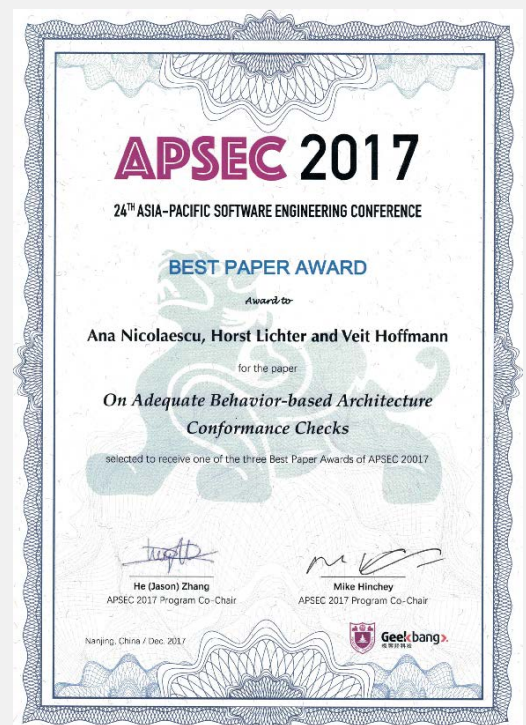 APSEC 2017
24TH ASIA-PACIFIC SOFTWARE ENGINEERING CONFERENCE
BEST PAPER AWARD
Award to
Ana Nicolaescu, Horst Lichter and Veit Hoffmann
for the paper
On Adequate Behavior-based Architecture
Conformance Checks
selected to receive one of the three Best Paper Awards of APSEC 20017
He (Jason) Zhang
Mike Hinchey
APSEC 2017 Program Co-Chair
APSEC 2017 Program Co-Chair
Nanjing, China / Dec. 2017
Geekbang>.